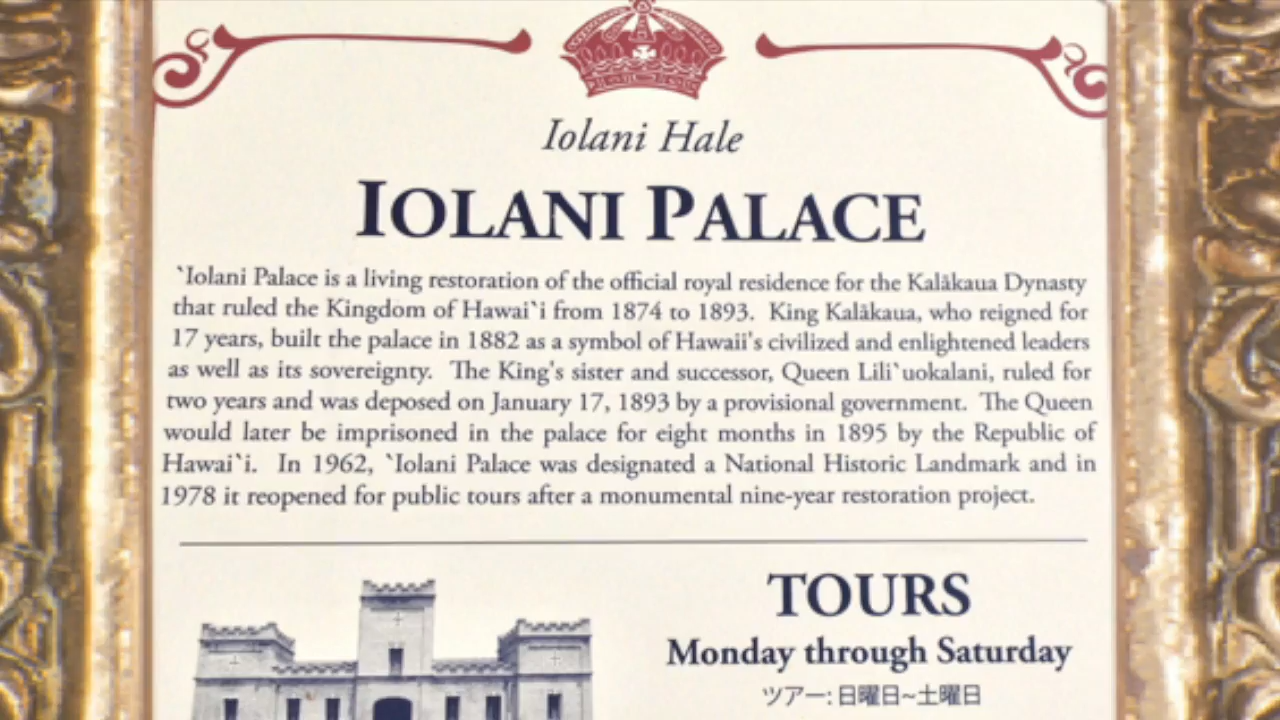 Iolani Hale
IOLANI PALACE
`Iolani Palace is a living restoration of the official royal residence for the Kalākaua Dynasty
that ruled the Kingdom of Hawai`i from 1874 to 1893.  King Kalākaua, who reigned for
17 years, built the palace in 1882 as a symbol of Hawaii's civilized and enlightened leaders
as well as its sovereignty.  The King's sister and successor, Queen Lili`uokalani, ruled for
two years and was deposed on January 17, 1893 by a provisional government.  The Queen
would later be imprisoned in the palace for eight months in 1895 by the Republic of
Hawai`i.  In 1962, `Iolani Palace was designated a National Historic Landmark and in
1978 it reopened for public tours after a monumental nine-year restoration project.
TOURS
Monday through Saturday
ツアー: 日曜日~土曜日